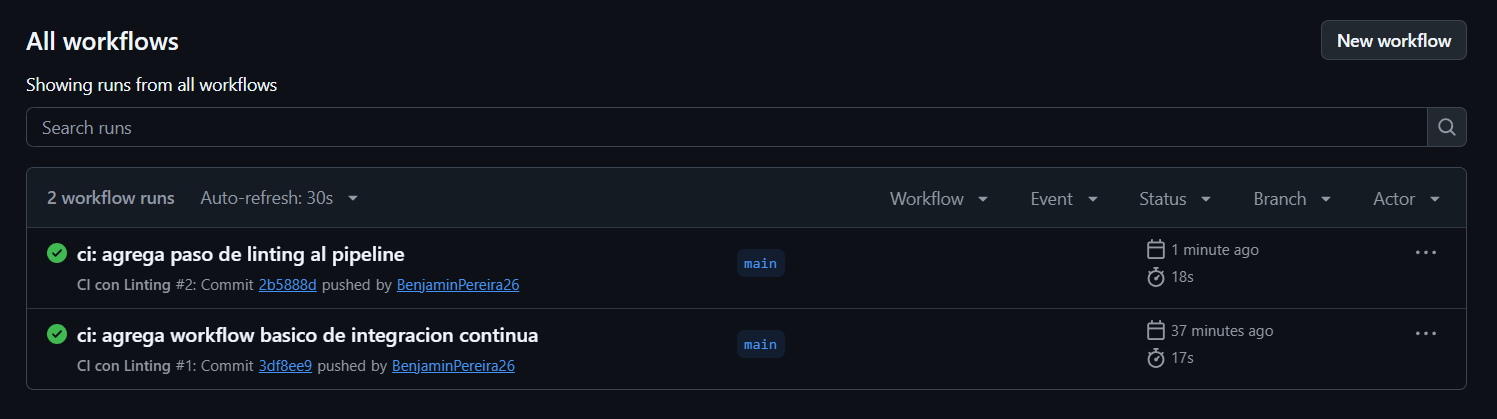 All workflows
New workflow
Showing runs from all workflows
Search runs
2 workflow runs Auto-refresh: 30s Workflow Event Status Branch Actor
ci: agrega paso de linting al pipeline
CI con Linting #2: Commit 2b5888d pushed by BenjaminPereira26
main
1 minute ago
18s
ci: agrega workflow basico de integracion continua
CI con Linting #1: Commit 3df8ee9 pushed by BenjaminPereira26
main
37 minutes ago
17s